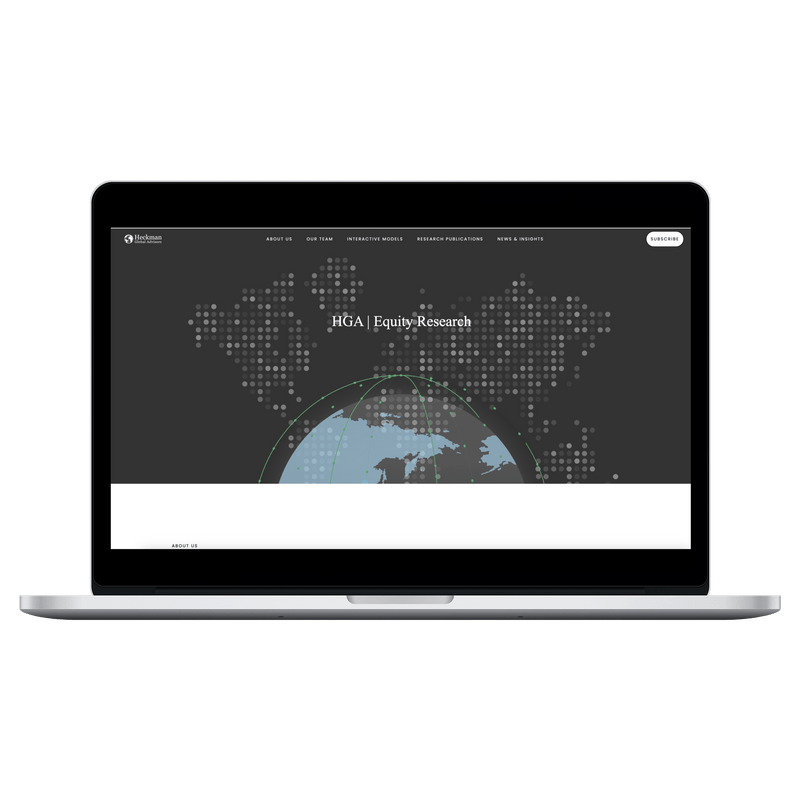 Heckman
Global Advisors
ABOUT US
OUR TEAM
INTERACTIVE MODELS
RESEARCH PUBLICATIONS
NEWS & INSIGHTS
SUBSCRIBE
HGA | Equity Research
ABOUT US